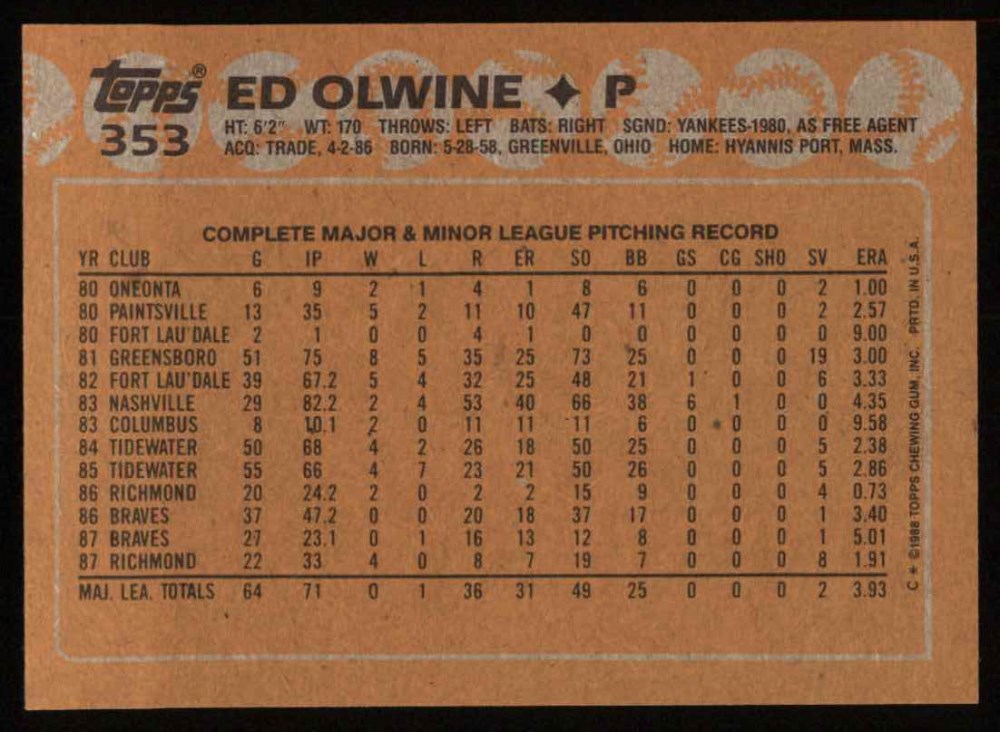 topps® ED OLWINE ✦ P
353 HT: 6'2" WT: 170 THROWS: LEFT BATS: RIGHT SGND: YANKEES-1980, AS FREE AGENT
ACQ: TRADE, 4-2-86 BORN: 5-28-58, GREENVILLE, OHIO HOME: HYANNIS PORT, MASS.
COMPLETE MAJOR & MINOR LEAGUE PITCHING RECORD
YR CLUB G IP W L R ER SO BB GS CG SHO SV ERA
80 ONEONTA 6 9 2 1 4 1 8 6 0 0 0 2 1.00
80 PAINTSVILLE 13 35 5 2 11 10 47 11 0 0 0 2 2.57
80 FORT LAU'DALE 2 1 0 0 4 1 0 0 0 0 0 0 9.00
81 GREENSBORO 51 75 8 5 35 25 73 25 0 0 0 19 3.00
82 FORT LAU'DALE 39 67.2 5 4 32 25 48 21 1 0 0 6 3.33
83 NASHVILLE 29 82.2 2 4 53 40 66 38 6 1 0 0 4.35
83 COLUMBUS 8 10.1 2 0 11 11 11 6 0 0 0 0 9.58
84 TIDEWATER 50 68 4 2 26 18 50 25 0 0 0 5 2.38
85 TIDEWATER 55 66 4 7 23 21 50 26 0 0 0 5 2.86
86 RICHMOND 20 24.2 2 0 2 2 15 9 0 0 0 4 0.73
86 BRAVES 37 47.2 0 0 20 18 37 17 0 0 0 1 3.40
87 BRAVES 27 23.1 0 1 16 13 12 8 0 0 0 1 5.01
87 RICHMOND 22 33 4 0 8 7 19 7 0 0 0 8 1.91
MAJ. LEA. TOTALS 64 71 0 1 36 31 49 25 0 0 0 2 3.93
C * ©1988 TOPPS CHEWING GUM, INC. PRTD. IN U.S.A.